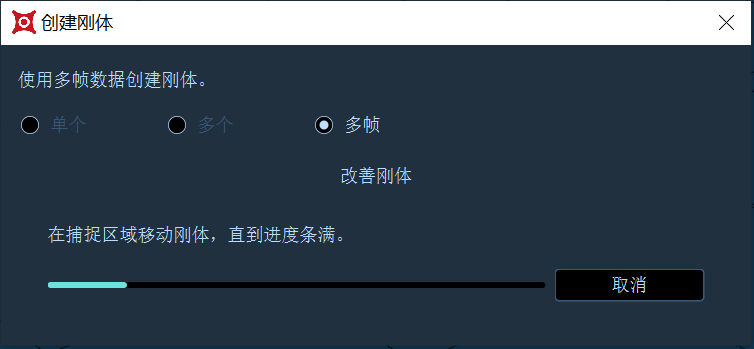 创建刚体
使用多帧数据创建刚体。
单个 多个 多帧
改善刚体
在捕捉区域移动刚体，直到进度条满。
取消